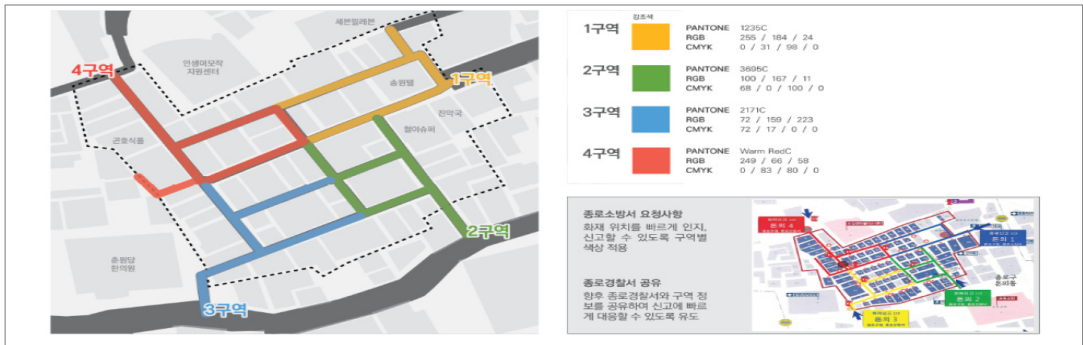 세븐일레븐
4구역
인생이모작
지원센터
1구역
송원텔
진약국
곤호식품
할아슈퍼
춘원당
한의원
2구역
3구역
강조색
1구역
PANTONE 1235C
RGB 255 / 184 / 24
CMYK 0 / 31 / 98 / 0
2구역
PANTONE 3695C
RGB 100 / 167 / 11
CMYK 68 / 0 / 100 / 0
3구역
PANTONE 2171C
RGB 72 / 159 / 223
CMYK 72 / 17 / 0 / 0
4구역
PANTONE Warm RedC
RGB 249 / 66 / 58
CMYK 0 / 83 / 80 / 0
종로소방서 요청사항
화재 위치를 빠르게 인지,
신고할 수 있도록 구역별
색상 적용
종로경찰서 공유
향후 종로경찰서와 구역 정
보를 공유하여 신고에 빠르
게 대응할 수 있도록 유도
돈의 4
돈의 1
종로구
돈의동
돈의 2
돈의 3